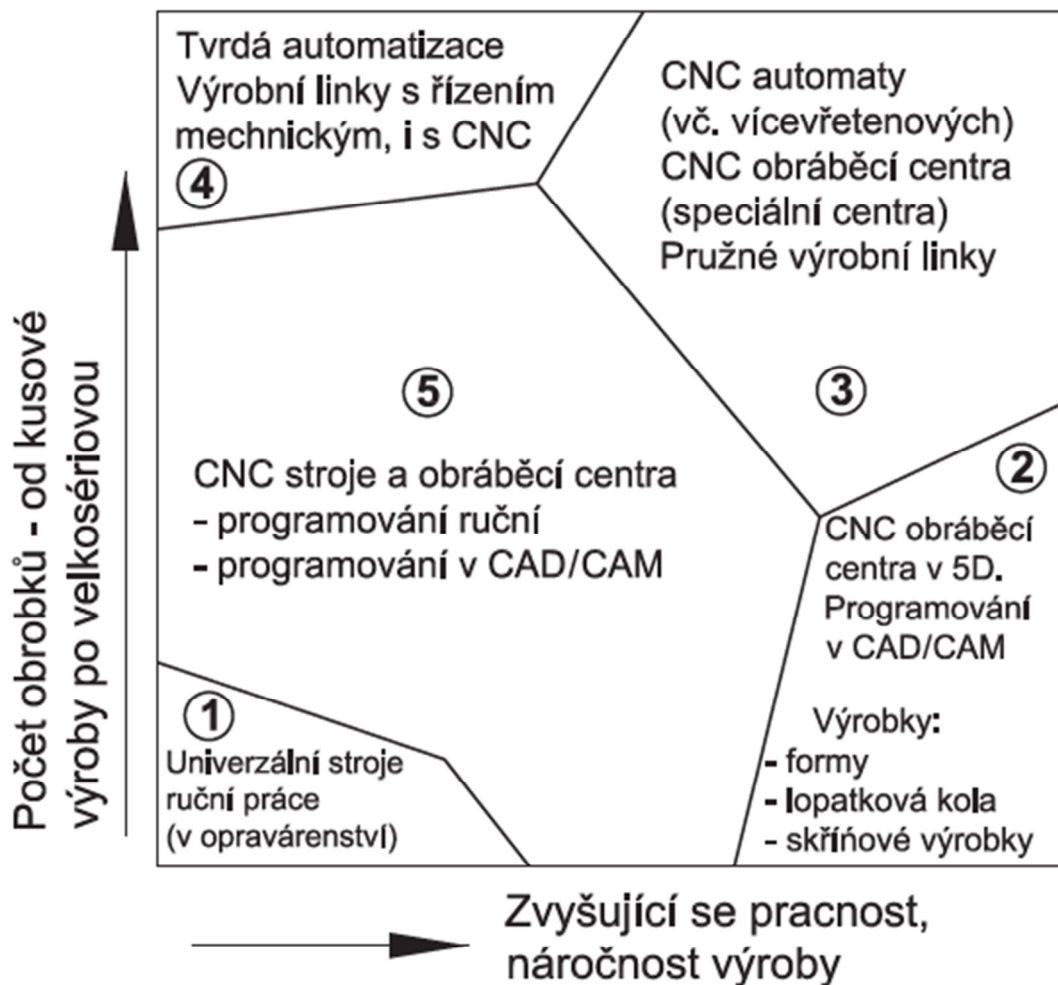 Tvrdá automatizace
Výrobní linky s řízením
mechnickým, i s CNC
4
CNC automaty
(vč. vícevřetenových)
CNC obráběcí centra
(speciální centra)
Pružné výrobní linky
3
5
CNC stroje a obráběcí centra
- programování ruční
- programování v CAD/CAM
2
CNC obráběcí
centra v 5D.
Programování
v CAD/CAM
Výrobky:
- formy
- lopatková kola
- skříňové výrobky
1
Univerzální stroje
ruční práce
(v opravárenství)
Počet obrobků - od kusové
výroby po velkosériovou
Zvyšující se pracnost,
náročnost výroby